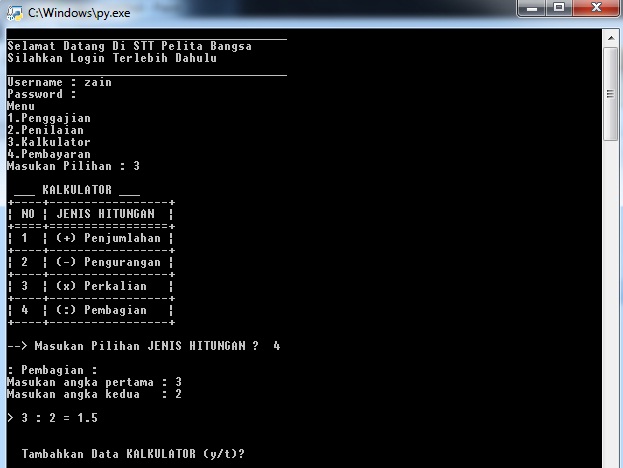 C:\Windows\py.exe
Selamat Datang Di STT Pelita Bangsa
Silahkan Login Terlebih Dahulu
Username : zain
Password :
Menu
1.Penggajian
2.Penilaian
3.Kalkulator
4.Pembayaran
Masukan Pilihan : 3
___ KALKULATOR ___
+----+-----------------+
| NO | JENIS HITUNGAN |
+====+=================+
| 1 | (+) Penjumlahan |
+----+-----------------+
| 2 | (-) Pengurangan |
+----+-----------------+
| 3 | (x) Perkalian |
+----+-----------------+
| 4 | (:) Pembagian |
+----+-----------------+
--> Masukan Pilihan JENIS HITUNGAN ? 4
: Pembagian :
Masukan angka pertama : 3
Masukan angka kedua : 2
> 3 : 2 = 1.5
Tambahkan Data KALKULATOR (y/t)?